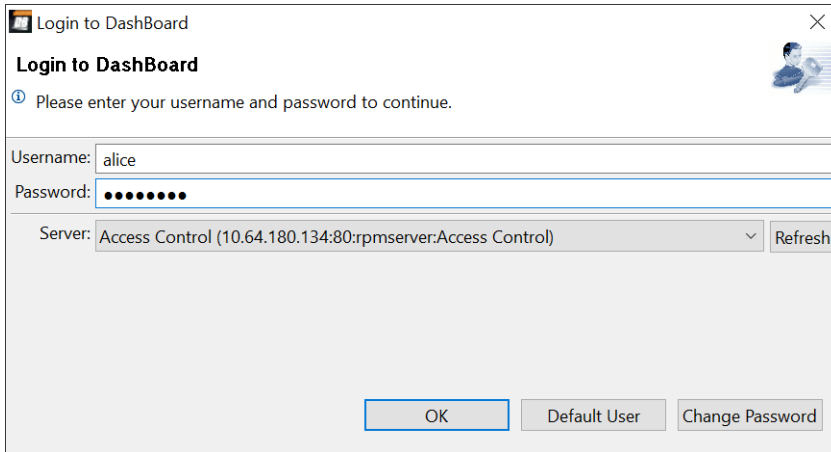 Login to DashBoard
Login to DashBoard
Please enter your username and password to continue.
Username: alice
Password: ●●●●●●●●
Server: Access Control (10.64.180.134:80:rpmserver:Access Control) Refresh
OK Default User Change Password